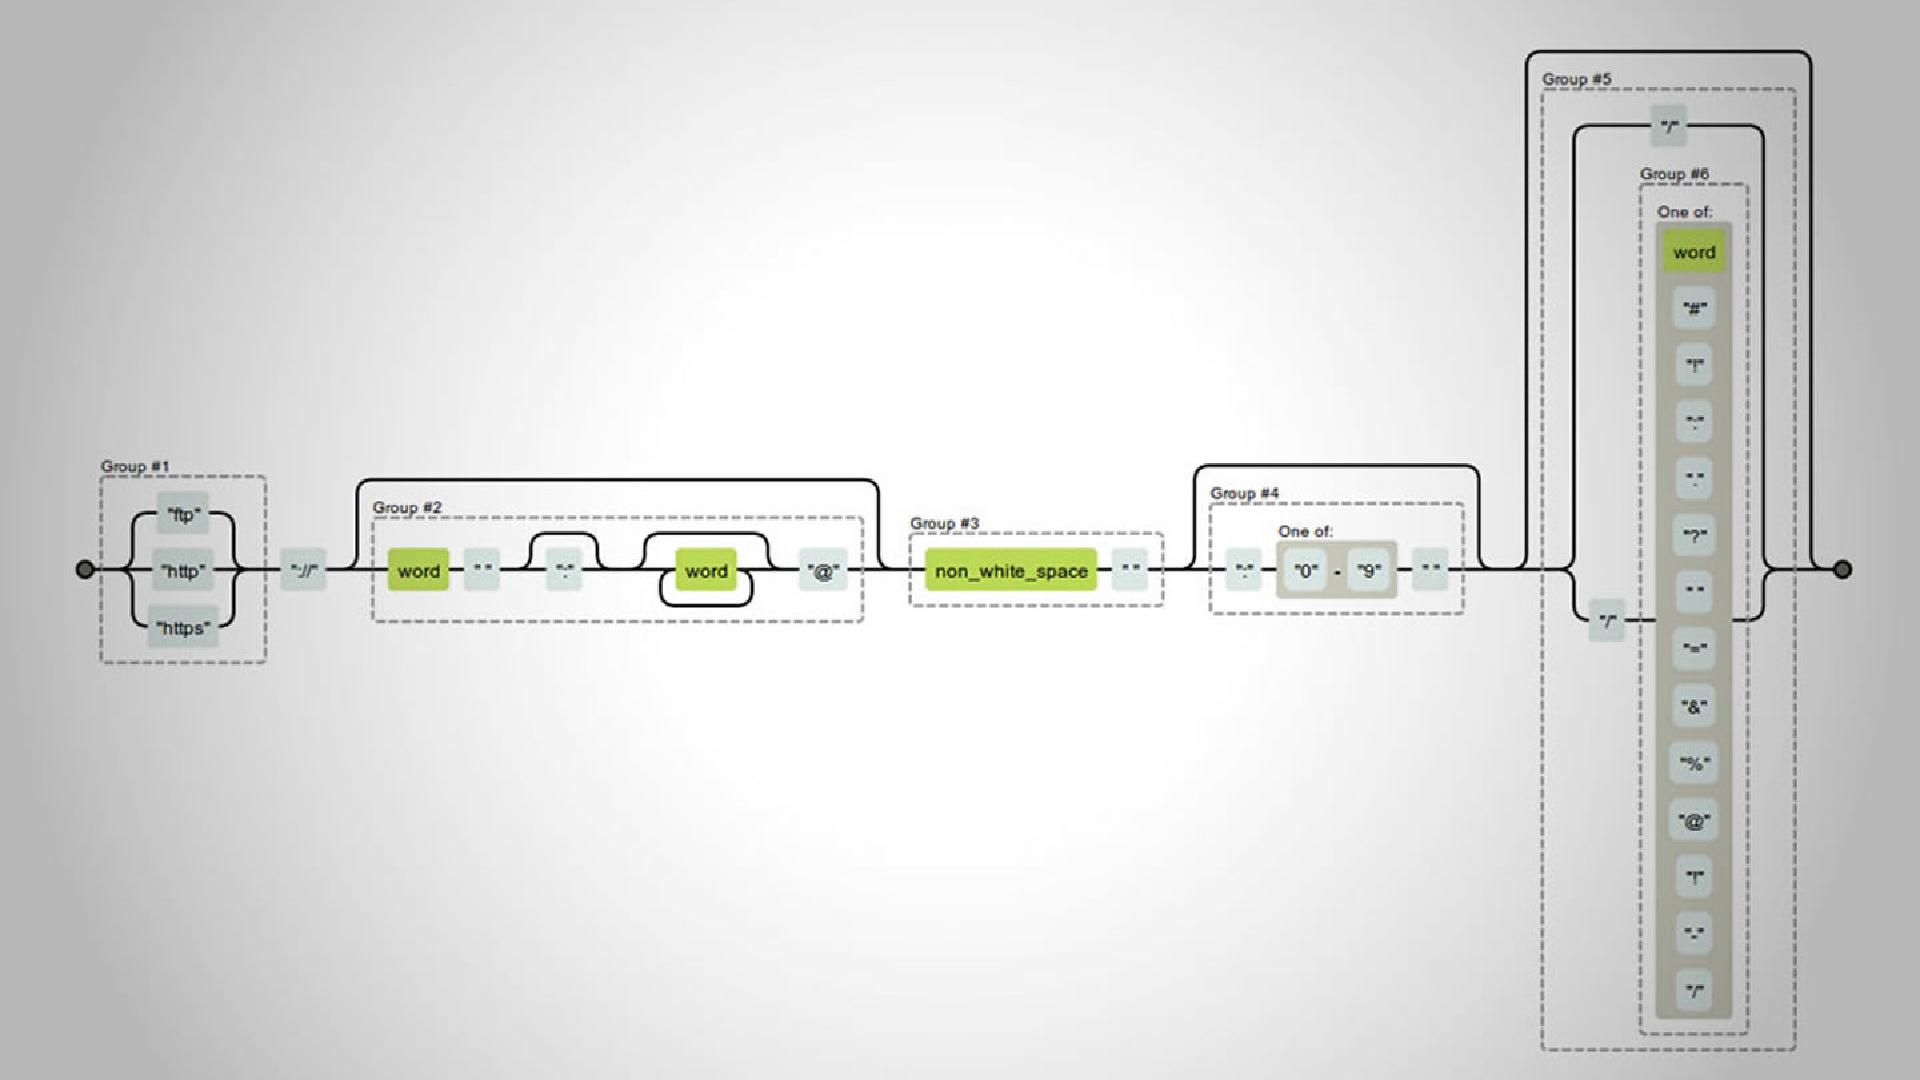 Group #1
"ftp"
"http"
"https"
"://"
Group #2
word
" "
":"
word
"@"
Group #3
non_white_space
" "
Group #4
":"
One of:
"0" - "9"
" "
Group #5
"/"
"/"
Group #6
One of:
word
"#"
"!"
":"
"."
"?"
" "
"="
"&"
"%"
"@"
"!"
"-"
"/"